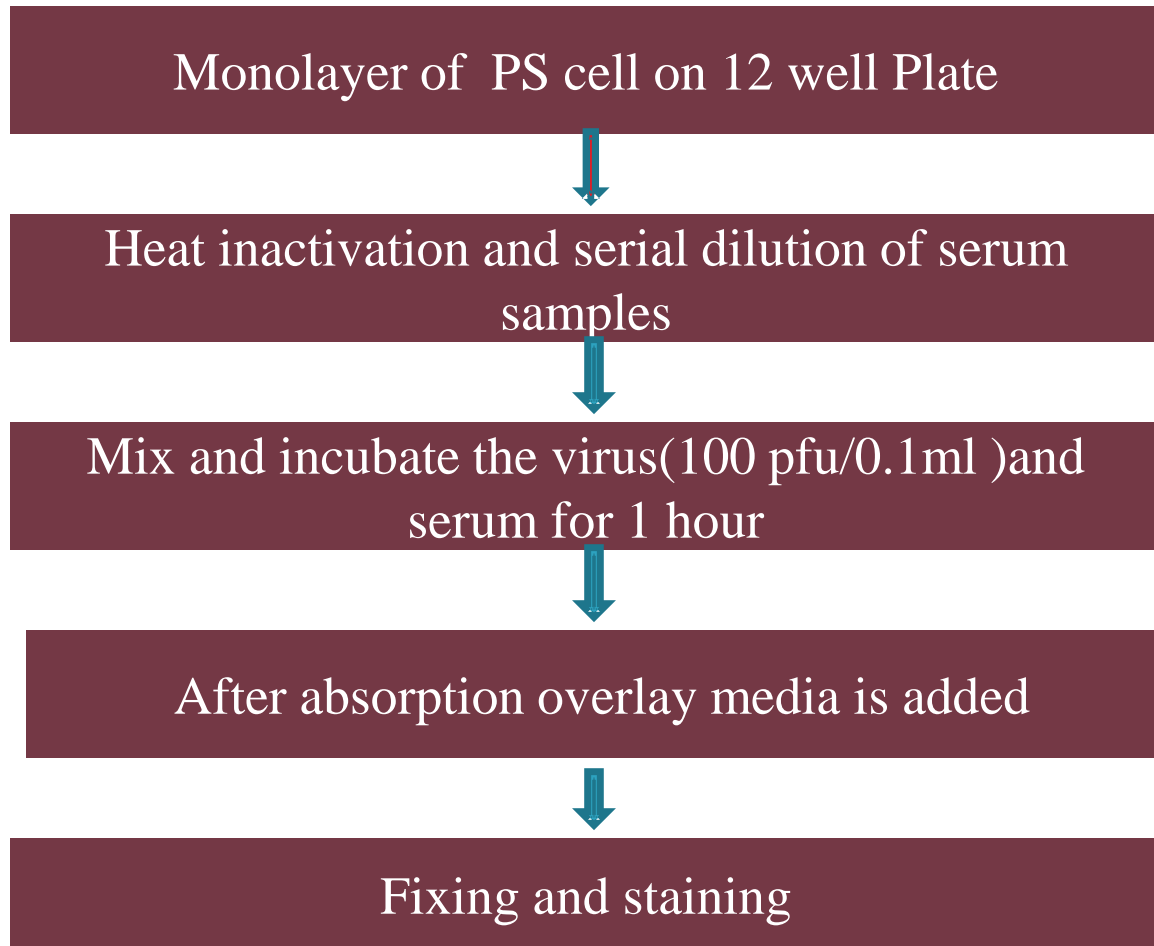 Monolayer of  PS cell on 12 well Plate
Heat inactivation and serial dilution of serum
samples
Mix and incubate the virus(100 pfu/0.1ml )and
serum for 1 hour
After absorption overlay media is added
Fixing and staining